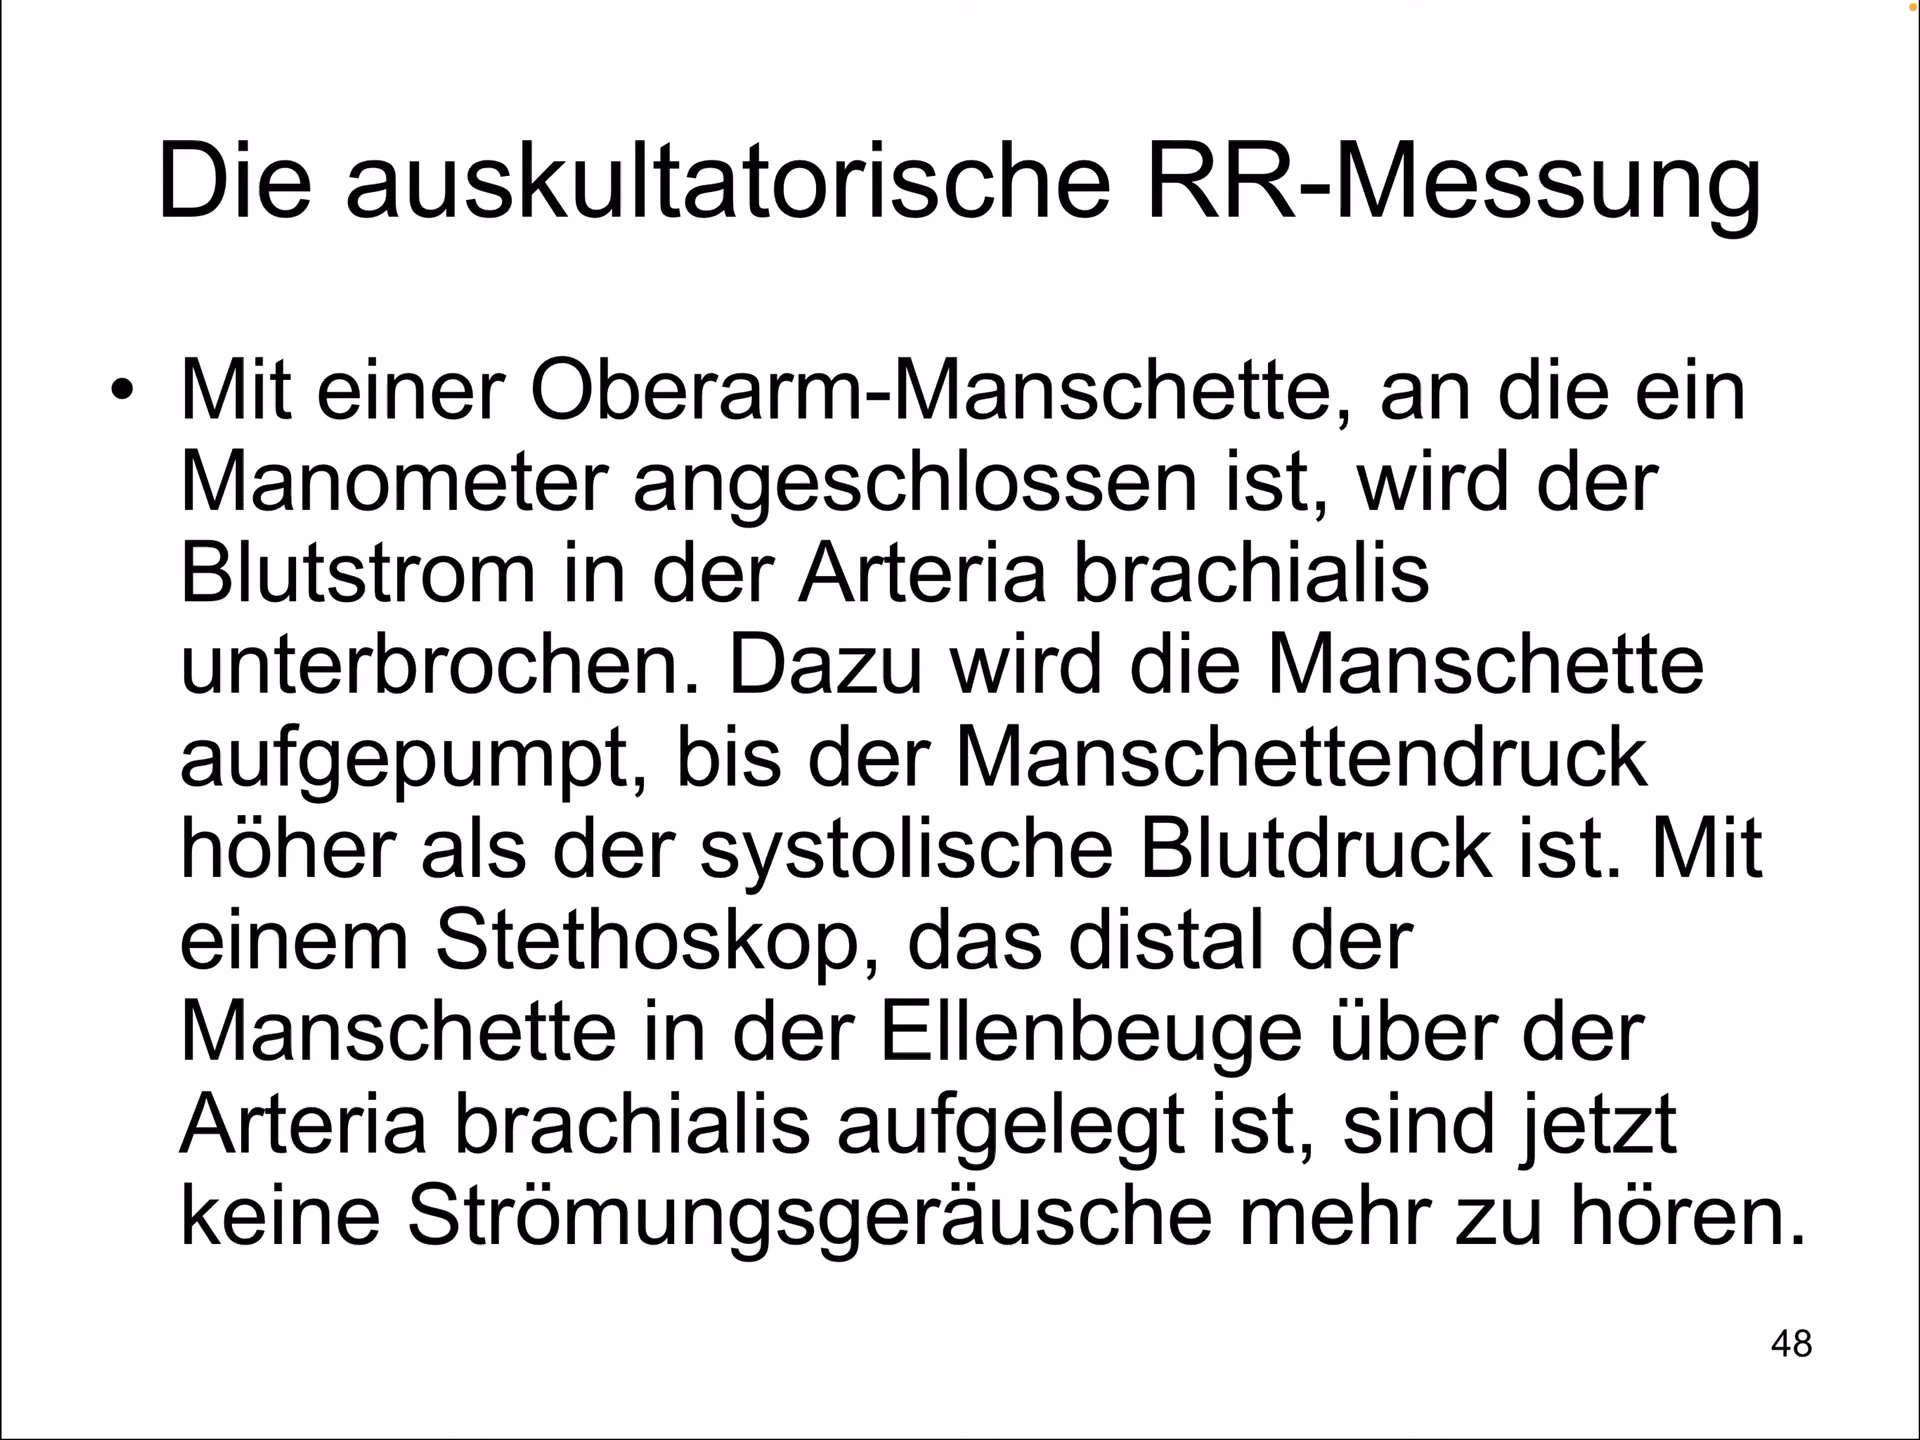 Die auskultatorische RR-Messung
• Mit einer Oberarm-Manschette, an die ein
Manometer angeschlossen ist, wird der
Blutstrom in der Arteria brachialis
unterbrochen. Dazu wird die Manschette
aufgepumpt, bis der Manschettendruck
höher als der systolische Blutdruck ist. Mit
einem Stethoskop, das distal der
Manschette in der Ellenbeuge über der
Arteria brachialis aufgelegt ist, sind jetzt
keine Strömungsgeräusche mehr zu hören.
48